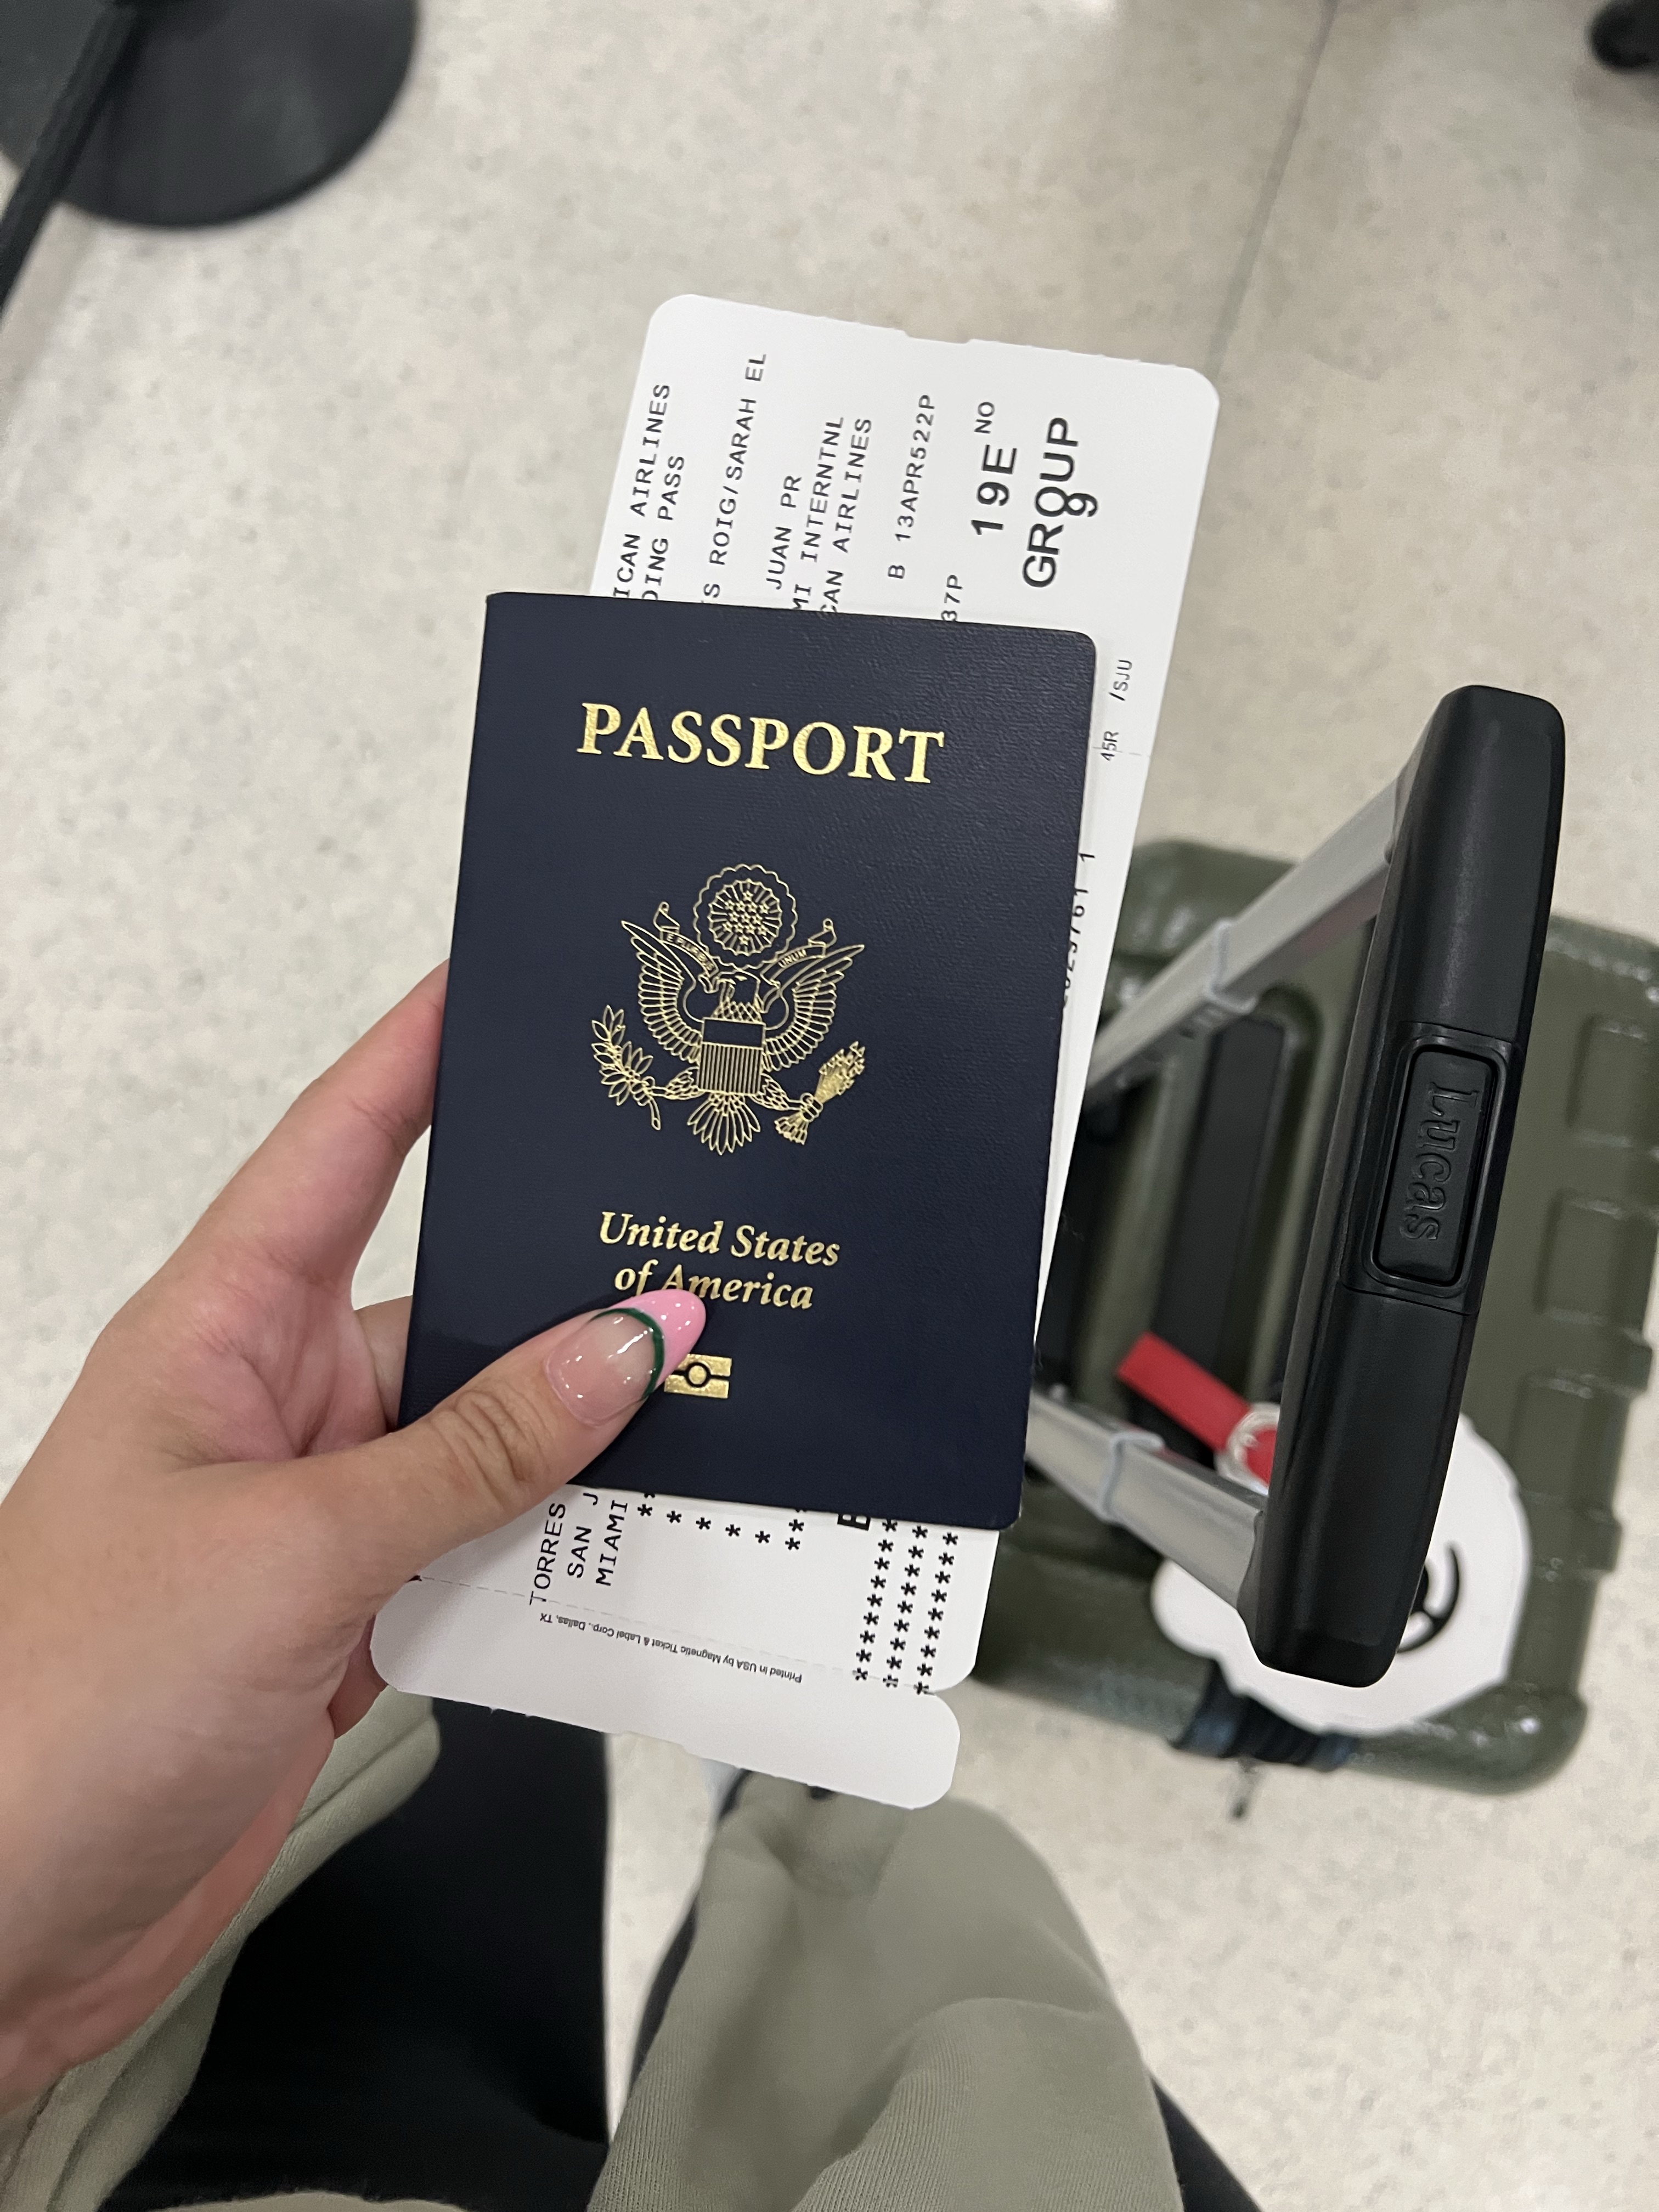 ICAN AIRLINES
DING PASS
S ROIG/SARAH EL
JUAN PR
MI INTERNTNL
CAN AIRLINES
B 13APR522P
37P
19E NO
GROUP
9
45R /SJU
PASSPORT
E PLURIBUS UNUM
United States
of America
TORRES
SAN J
MIAMI
**
*
*
*
*
***
Printed in USA by Magnetic Ticket & Label Corp., Dallas, TX
Lucas